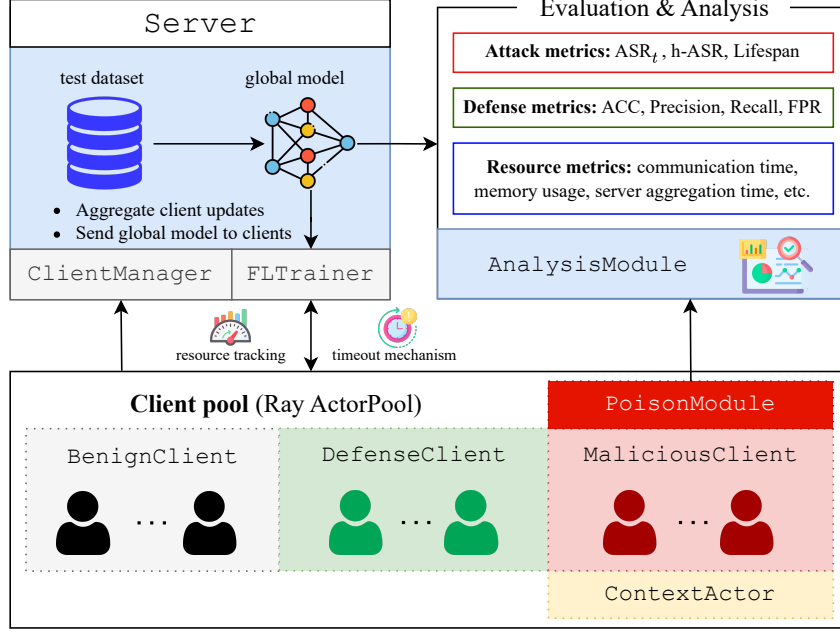 Server
test dataset
global model
• Aggregate client updates
• Send global model to clients
ClientManager
FLTrainer
Evaluation & Analysis
Attack metrics: ASRₜ, h-ASR, Lifespan
Defense metrics: ACC, Precision, Recall, FPR
Resource metrics: communication time,
memory usage, server aggregation time, etc.
AnalysisModule
resource tracking
timeout mechanism
Client pool (Ray ActorPool)
PoisonModule
BenignClient
DefenseClient
MaliciousClient
...
...
...
ContextActor